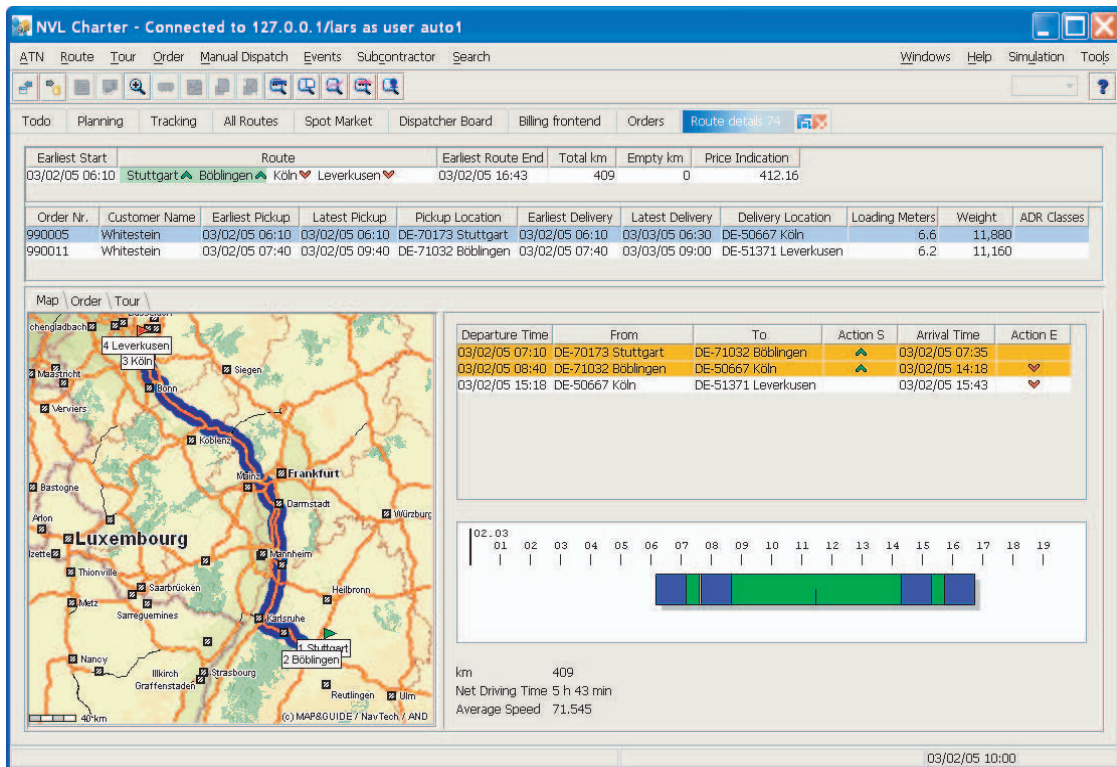 NVL Charter - Connected to 127.0.0.1/lars as user auto1
ATN Route Tour Order Manual Dispatch Events Subcontractor Search Windows Help Simulation Tools
Todo Planning Tracking All Routes Spot Market Dispatcher Board Billing frontend Orders Route details 74
Earliest Start Route Earliest Route End Total km Empty km Price Indication
03/02/05 06:10 Stuttgart Böblingen Köln Leverkusen 03/02/05 16:43 409 0 412.16
Order Nr. Customer Name Earliest Pickup Latest Pickup Pickup Location Earliest Delivery Latest Delivery Delivery Location Loading Meters Weight ADR Classes
990005 Whitestein 03/02/05 06:10 03/02/05 06:10 DE-70173 Stuttgart 03/02/05 06:10 03/03/05 06:30 DE-50667 Köln 6.6 11,880
990011 Whitestein 03/02/05 07:40 03/02/05 09:40 DE-71032 Böblingen 03/02/05 07:40 03/03/05 09:00 DE-51371 Leverkusen 6.2 11,160
Map Order Tour
chengladbach
4 Leverkusen
3 Köln
Maastricht
Siegen
Bonn
Verviers
Koblenz
Mainz
Frankfurt
Bastogne
Darmstadt
Arlon
Würzburg
Luxembourg
lzette
Mannheim
Thionville
Saarbrücken
Heilbronn
Metz
Sarreguemines
Karlsruhe
1 Stuttgart
2 Böblingen
Nancy
Illkirch
Graffenstaden
Strasbourg
Reutlingen
Ulm
40 km
(c) MAP&GUIDE / NavTech / AND
Departure Time From To Action S Arrival Time Action E
03/02/05 07:10 DE-70173 Stuttgart DE-71032 Böblingen 03/02/05 07:35
03/02/05 08:40 DE-71032 Böblingen DE-50667 Köln 03/02/05 14:18
03/02/05 15:18 DE-50667 Köln DE-51371 Leverkusen 03/02/05 15:43
02.03
01 02 03 04 05 06 07 08 09 10 11 12 13 14 15 16 17 18 19
km 409
Net Driving Time 5 h 43 min
Average Speed 71.545
03/02/05 10:00